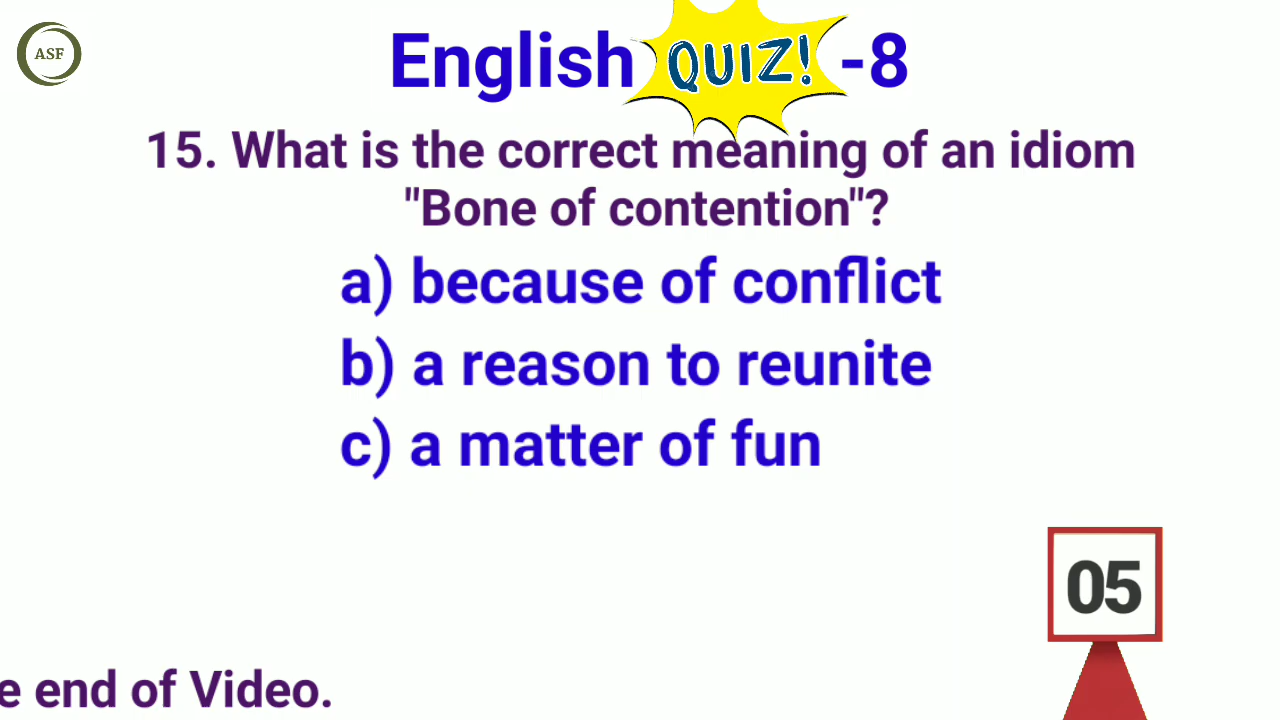 ASF
English QUIZ! -8
15. What is the correct meaning of an idiom
"Bone of contention"?
a) because of conflict
b) a reason to reunite
c) a matter of fun
05
e end of Video.